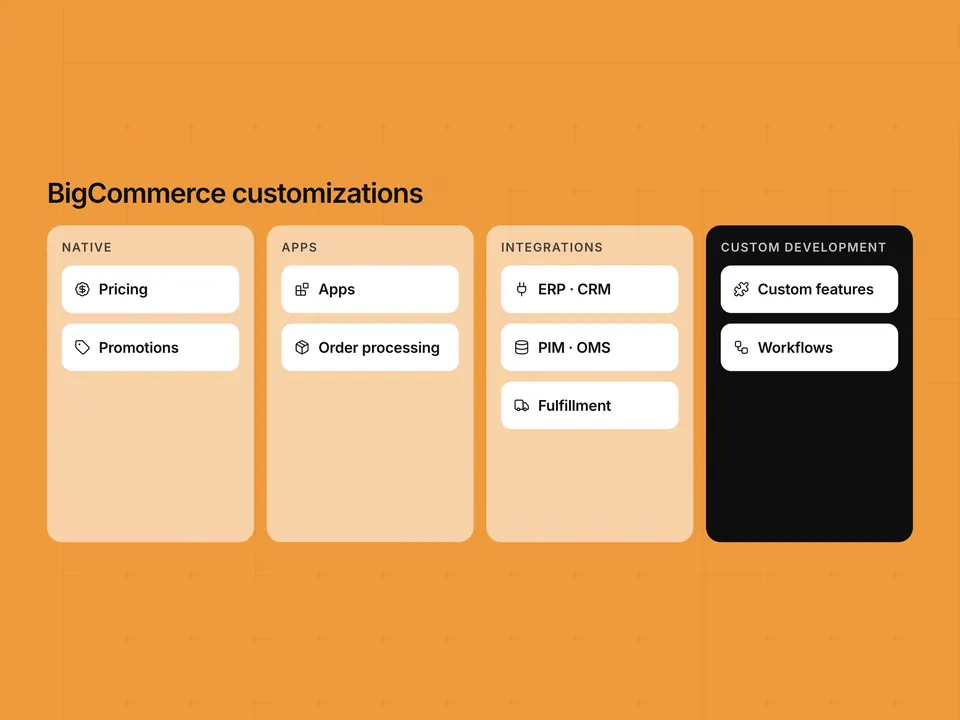 BigCommerce customizations
NATIVE
Pricing
Promotions
APPS
Apps
Order processing
INTEGRATIONS
ERP · CRM
PIM · OMS
Fulfillment
CUSTOM DEVELOPMENT
Custom features
Workflows